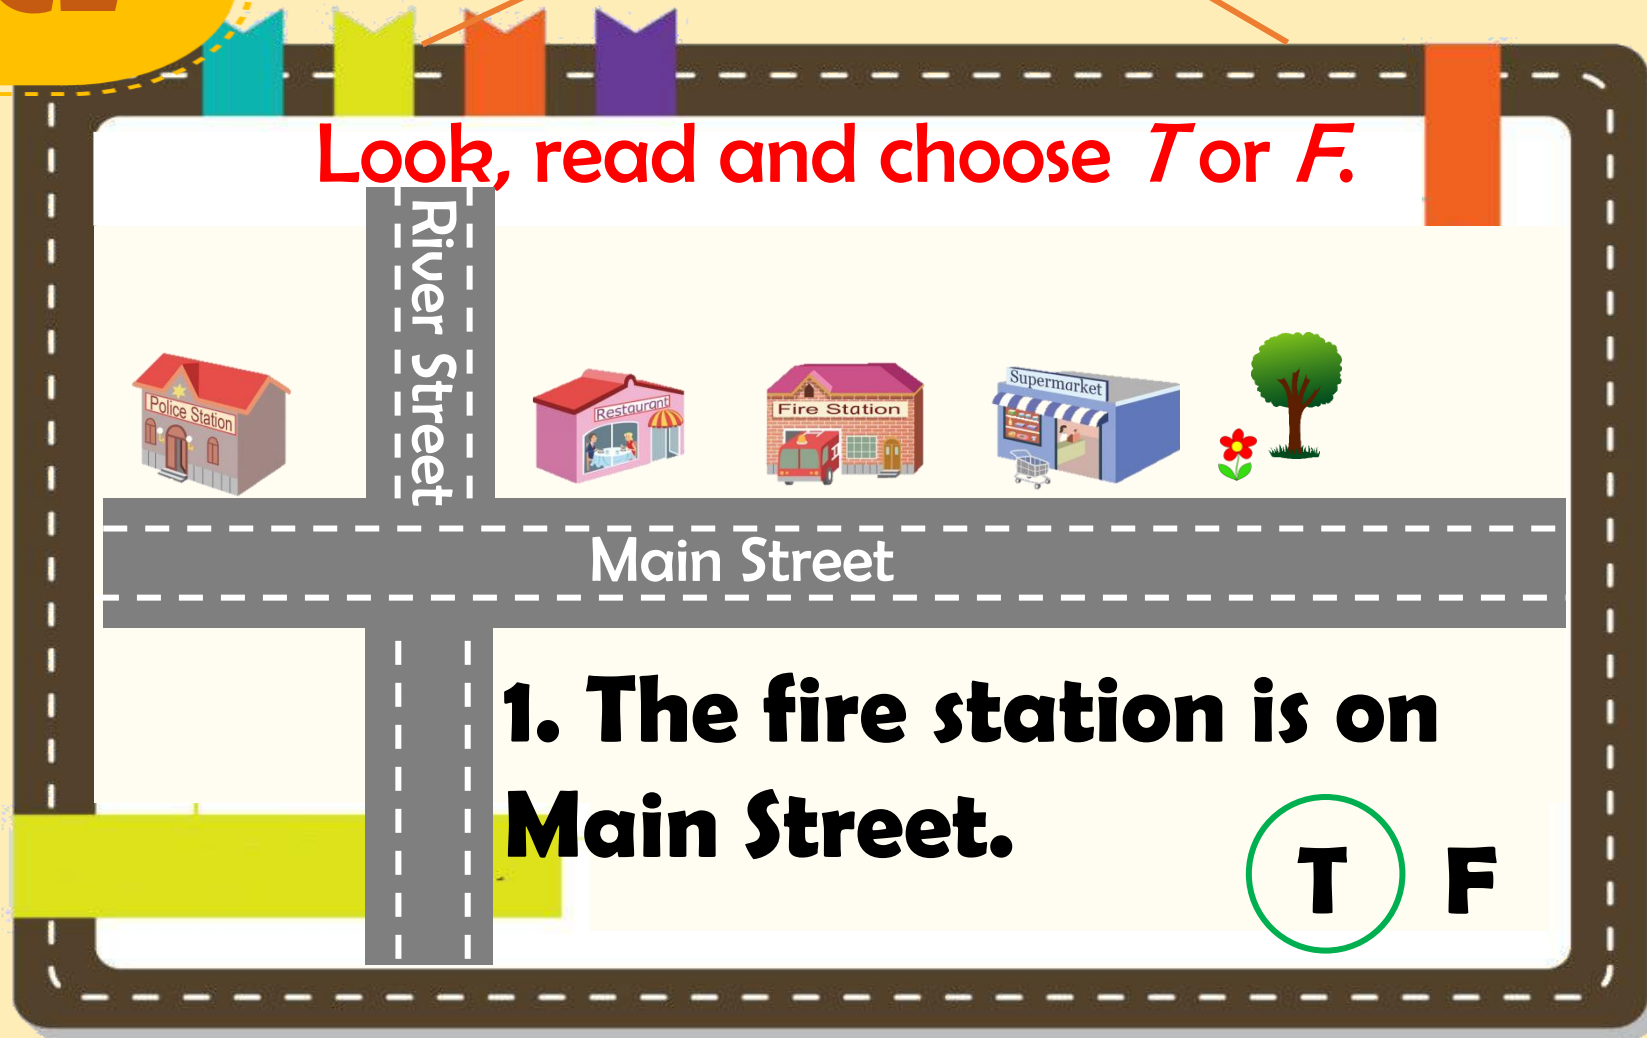 Look, read and choose T or F.
River Street
Police Station
Restaurant
Fire Station
Supermarket
Main Street
1. The fire station is on
Main Street.
T F